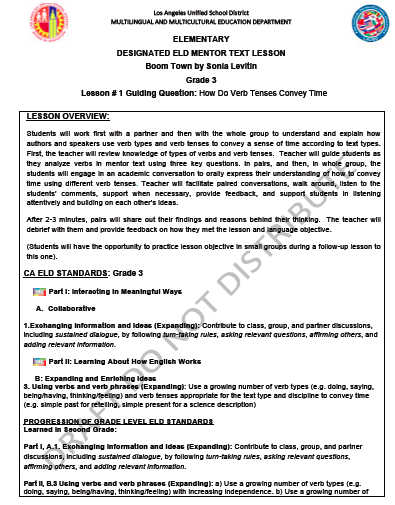 Los Angeles Unified School District
MULTILINGUAL AND MULTICULTURAL EDUCATION DEPARTMENT
ELEMENTARY
DESIGNATED ELD MENTOR TEXT LESSON
Boom Town by Sonia Levitin
Grade 3
Lesson # 1 Guiding Question: How Do Verb Tenses Convey Time
LESSON OVERVIEW:
Students will work first with a partner and then with the whole group to understand and explain how
authors and speakers use verb types and verb tenses to convey a sense of time according to text types.
First, the teacher will review knowledge of types of verbs and verb tenses. Teacher will guide students as
they analyze verbs in mentor text using three key questions. In pairs, and then, in whole group, the
students will engage in an academic conversation to orally express their understanding of how to convey
time using different verb tenses. Teacher will facilitate paired conversations, walk around, listen to the
students' comments, support when necessary, provide feedback, and support students in listening
attentively and building on each other's ideas.
After 2-3 minutes, pairs will share out their findings and reasons behind their thinking. The teacher will
debrief with them and provide feedback on how they met the lesson and language objective.
(Students will have the opportunity to practice lesson objective in small groups during a follow-up lesson to
this one).
CA ELD STANDARDS: Grade 3
Part I: Interacting in Meaningful Ways
A. Collaborative
1.Exchanging Information and Ideas (Expanding): Contribute to class, group, and partner discussions,
including sustained dialogue, by following turn-taking rules, asking relevant questions, affirming others, and
adding relevant information.
Part II: Learning About How English Works
B: Expanding and Enriching Ideas
3. Using verbs and verb phrases (Expanding): Use a growing number of verb types (e.g. doing, saying,
being/having, thinking/feeling) and verb tenses appropriate for the text type and discipline to convey time
(e.g. simple past for retelling, simple present for a science description)
PROGRESSION OF GRADE LEVEL ELD STANDARDS
Learned in Second Grade:
Part I, A.1. Exchanging Information and Ideas (Expanding): Contribute to class, group, and partner
discussions, including sustained dialogue, by following turn-taking rules, asking relevant questions,
affirming others, and adding relevant information.
Part II, B.3 Using verbs and verb phrases (Expanding): a) Use a growing number of verb types (e.g.
doing, saying, being/having, thinking/feeling) with increasing independence. b) Use a growing number of
DRAFT DO NOT DISTRIBUTE